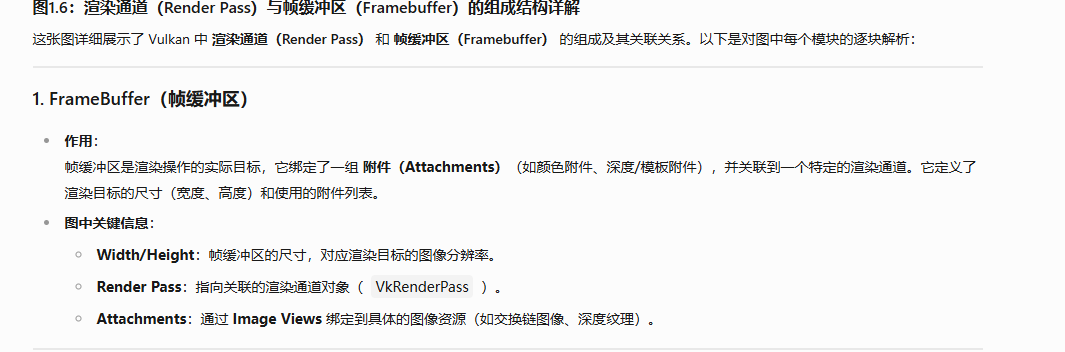 图1.6：渲染通道（Render Pass）与帧缓冲区（Framebuffer）的组成结构详解
这张图详细展示了 Vulkan 中 渲染通道（Render Pass） 和 帧缓冲区（Framebuffer） 的组成及其关联关系。以下是对图中每个模块的逐块解析：
1. FrameBuffer（帧缓冲区）
作用：
帧缓冲区是渲染操作的实际目标，它绑定了一组 附件（Attachments）（如颜色附件、深度/模板附件），并关联到一个特定的渲染通道。它定义了
渲染目标的尺寸（宽度、高度）和使用的附件列表。
图中关键信息：
Width/Height：帧缓冲区的尺寸，对应渲染目标的图像分辨率。
Render Pass：指向关联的渲染通道对象（ VkRenderPass ）。
Attachments：通过 Image Views 绑定到具体的图像资源（如交换链图像、深度纹理）。